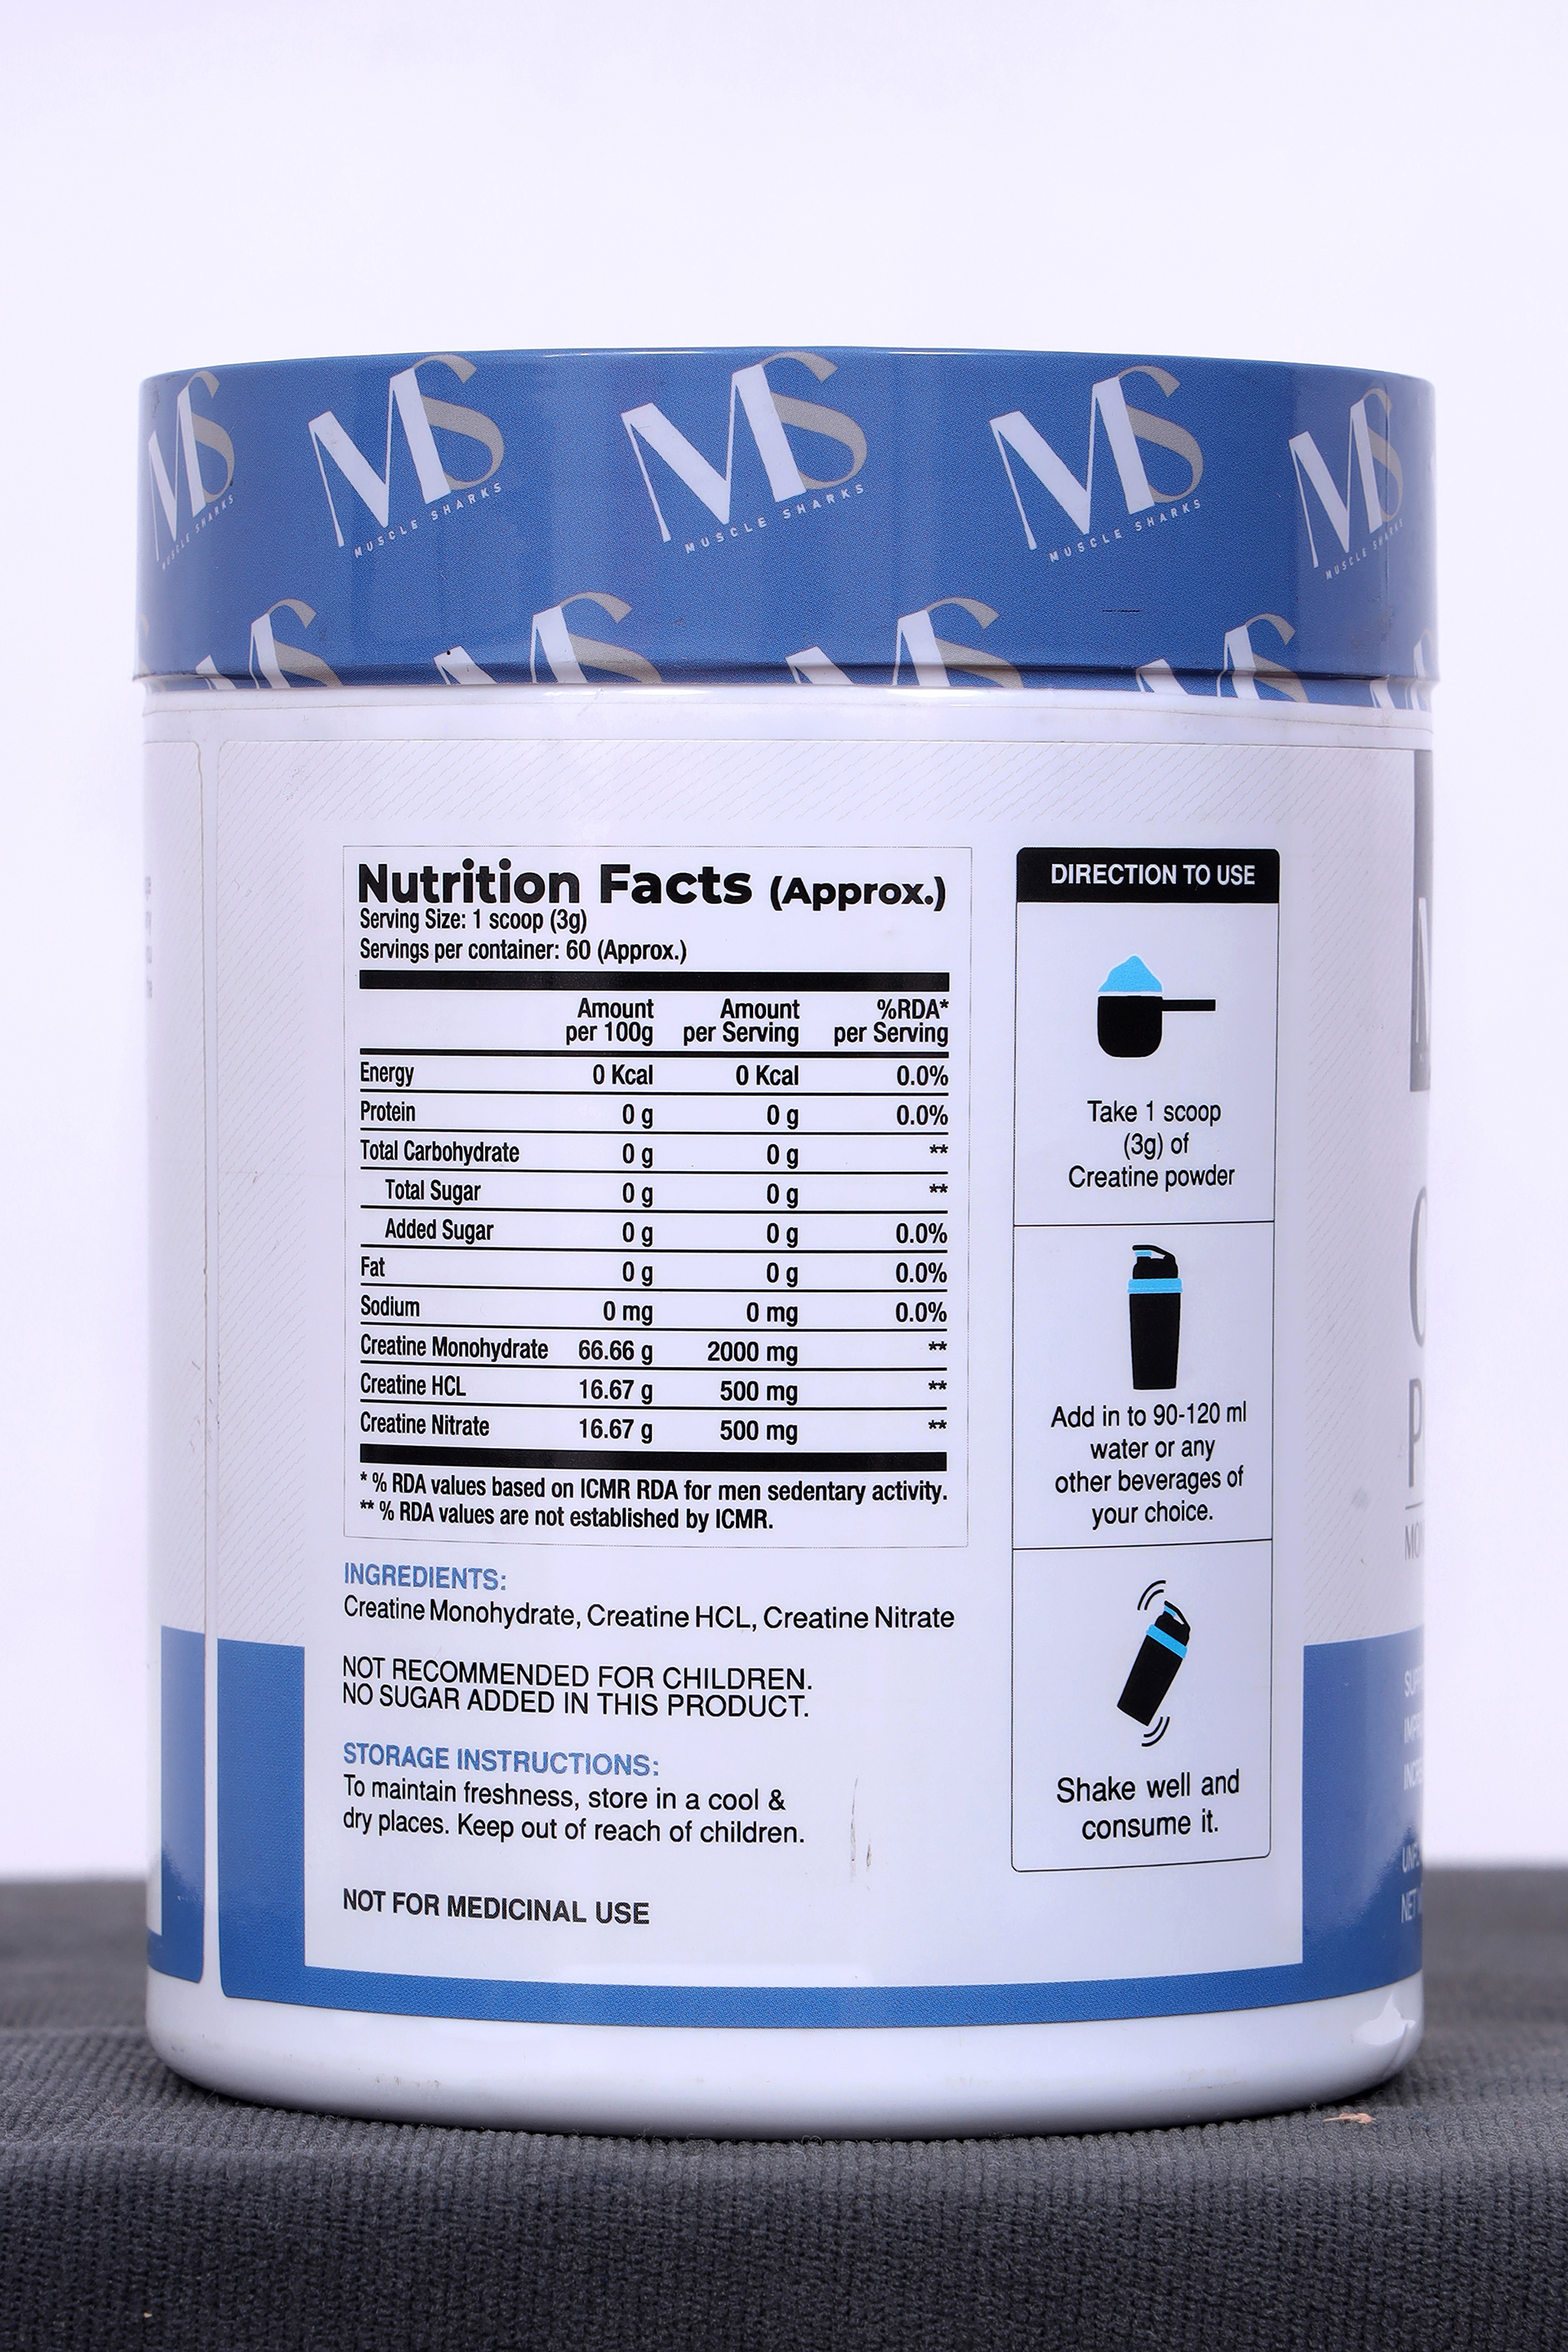 MS MS MS MS MS
MUSCLE SHARKS MUSCLE SHARKS MUSCLE SHARKS MUSCLE SHARKS MUSCLE SHARKS
Nutrition Facts (Approx.)
Serving Size: 1 scoop (3g)
Servings per container: 60 (Approx.)
Amount per 100g Amount per Serving %RDA* per Serving
Energy 0 Kcal 0 Kcal 0.0%
Protein 0 g 0 g 0.0%
Total Carbohydrate 0 g 0 g **
Total Sugar 0 g 0 g **
Added Sugar 0 g 0 g 0.0%
Fat 0 g 0 g 0.0%
Sodium 0 mg 0 mg 0.0%
Creatine Monohydrate 66.66 g 2000 mg **
Creatine HCL 16.67 g 500 mg **
Creatine Nitrate 16.67 g 500 mg **
* % RDA values based on ICMR RDA for men sedentary activity.
** % RDA values are not established by ICMR.
INGREDIENTS:
Creatine Monohydrate, Creatine HCL, Creatine Nitrate
NOT RECOMMENDED FOR CHILDREN.
NO SUGAR ADDED IN THIS PRODUCT.
STORAGE INSTRUCTIONS:
To maintain freshness, store in a cool &
dry places. Keep out of reach of children.
NOT FOR MEDICINAL USE
DIRECTION TO USE
Take 1 scoop
(3g) of
Creatine powder
Add in to 90-120 ml
water or any
other beverages of
your choice.
Shake well and
consume it.